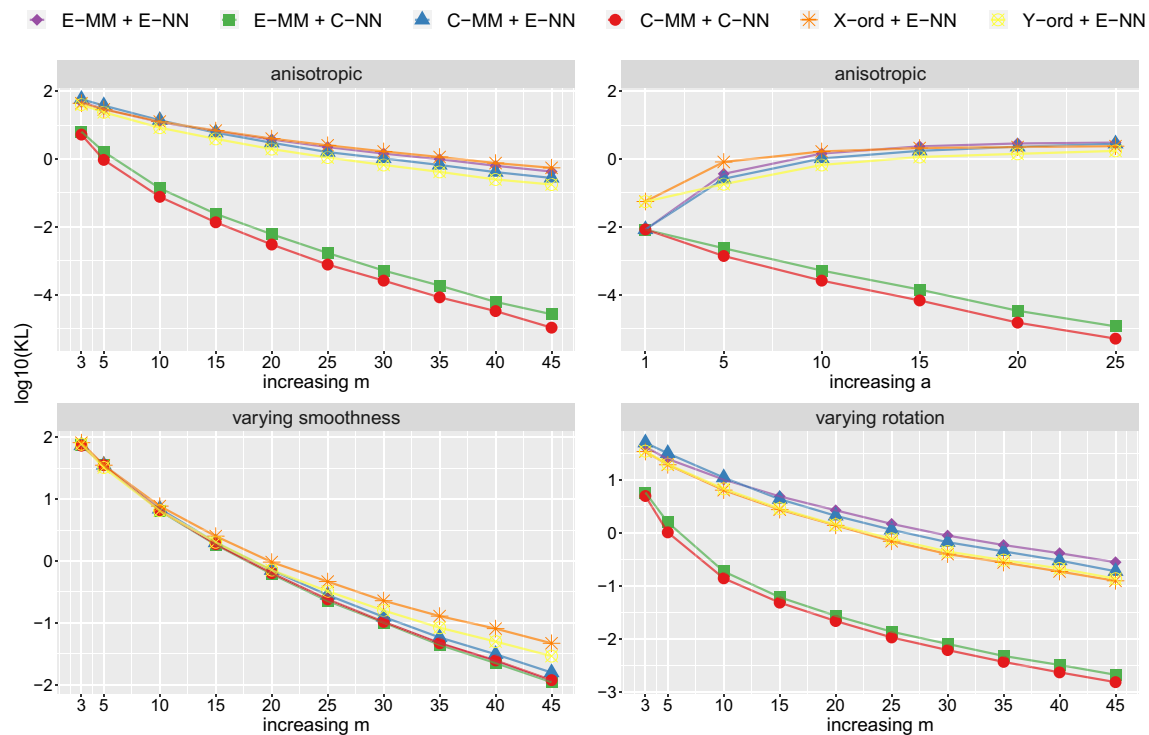 E−MM + E−NN E−MM + C−NN C−MM + E−NN C−MM + C−NN X−ord + E−NN Y−ord + E−NN
anisotropic anisotropic
2
0
−2
−4
3 5 10 15 20 25 30 35 40 45
increasing m
2
0
−2
−4
1 5 10 15 20 25
increasing a
log10(KL)
varying smoothness varying rotation
2
1
0
−1
−2
3 5 10 15 20 25 30 35 40 45
increasing m
1
0
−1
−2
−3
3 5 10 15 20 25 30 35 40 45
increasing m